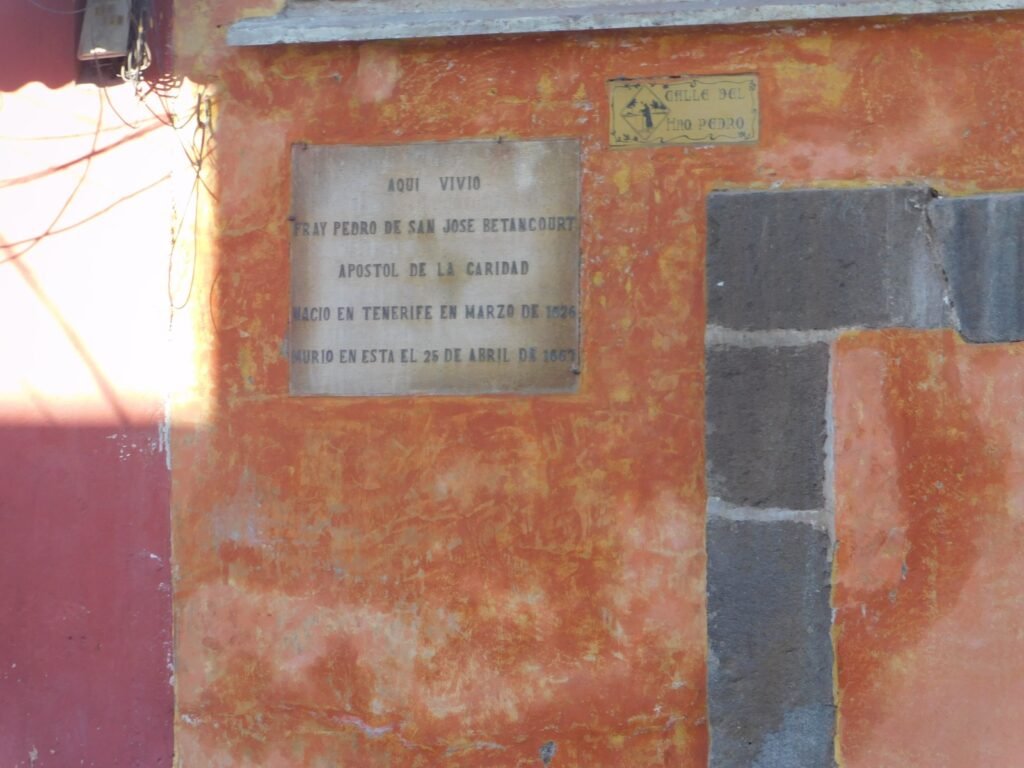 AQUI VIVIO
FRAY PEDRO DE SAN JOSE BETANCOURT
APOSTOL DE LA CARIDAD
NACIO EN TENERIFE EN MARZO DE 1626
MURIO EN ESTA EL 25 DE ABRIL DE 1667
CALLE DEL
HNO PEDRO